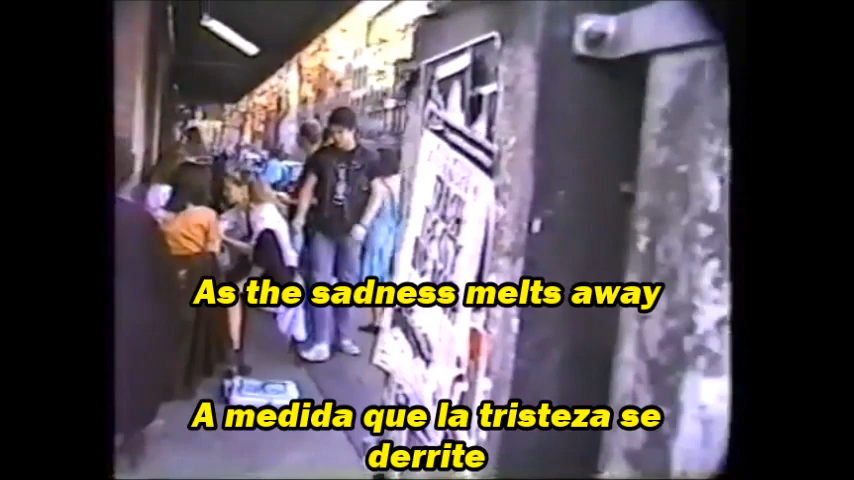 As the sadness melts away
A medida que la tristeza se
derrite